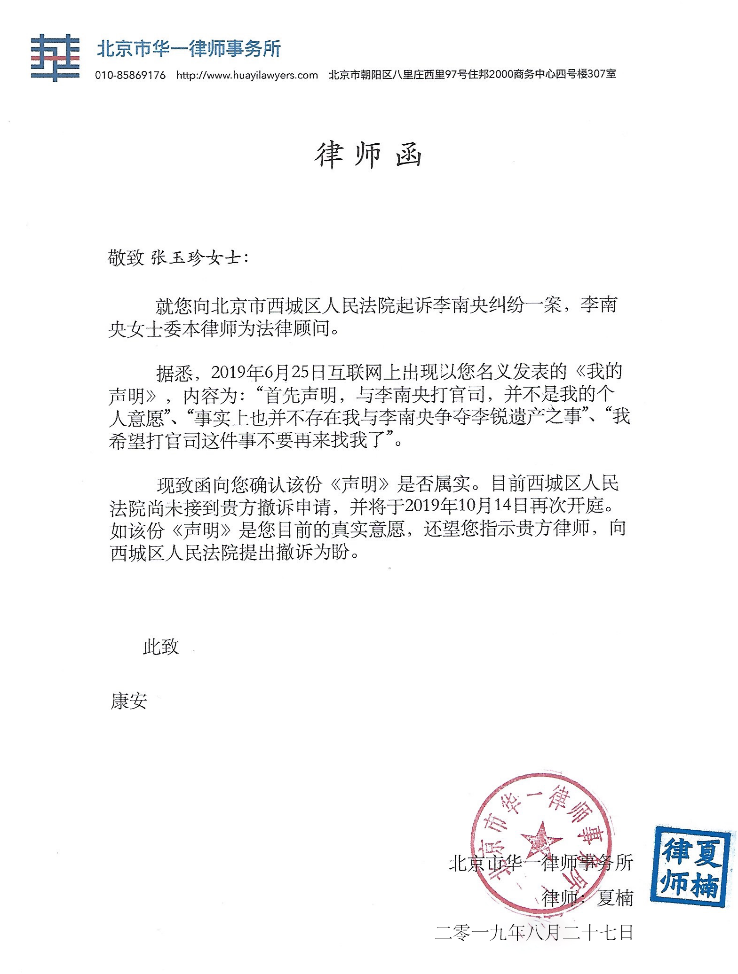 北京市华一律师事务所
010-85869176 http://www.huayilawyers.com 北京市朝阳区八里庄西里97号住邦2000商务中心四号楼307室
律师函
敬致 张玉珍女士：
就您向北京市西城区人民法院起诉李南央纠纷一案，李南
央女士委本律师为法律顾问。
据悉，2019年6月25日互联网上出现以您名义发表的《我的
声明》，内容为：“首先声明，与李南央打官司，并不是我的个
人意愿”、“事实上也并不存在我与李南央争夺李锐遗产之事”、“我
希望打官司这件事不要再来找我了”。
现致函向您确认该份《声明》是否属实。目前西城区人民
法院尚未接到贵方撤诉申请，并将于2019年10月14日再次开庭。
如该份《声明》是您目前的真实意愿，还望您指示贵方律师，向
西城区人民法院提出撤诉为盼。
此致
康安
北京市华一律师事务所
北京市华一律师事务所
律师：夏楠
二零一九年八月二十七日
夏楠
律师